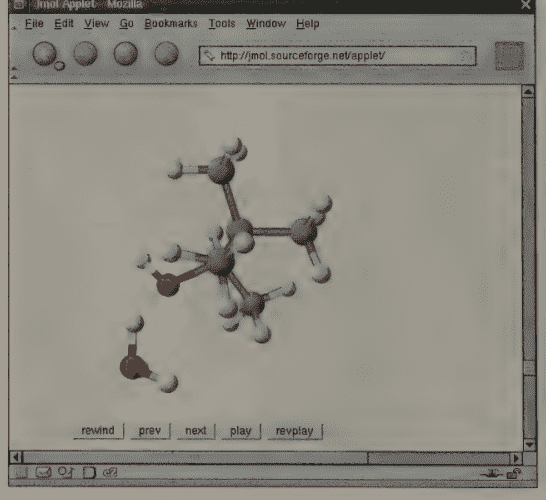 Jmol Applet - Mozilla
File Edit View Go Bookmarks Tools Window Help
http://jmol.sourceforge.net/applet/
rewind prev next play revplay